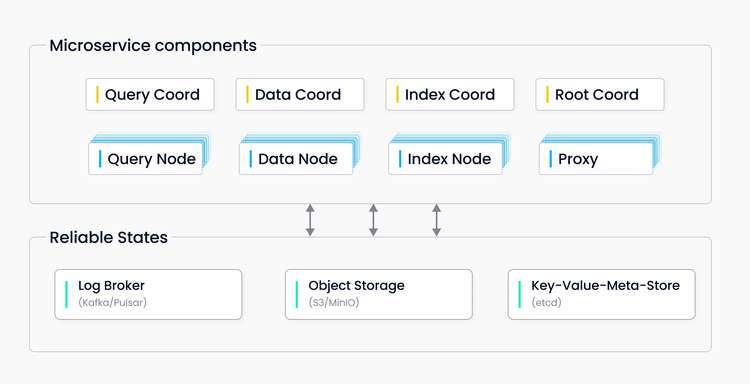 Microservice components
Query Coord
Data Coord
Index Coord
Root Coord
Query Node
Data Node
Index Node
Proxy
Reliable States
Log Broker
(Kafka/Pulsar)
Object Storage
(S3/MinIO)
Key-Value-Meta-Store
(etcd)